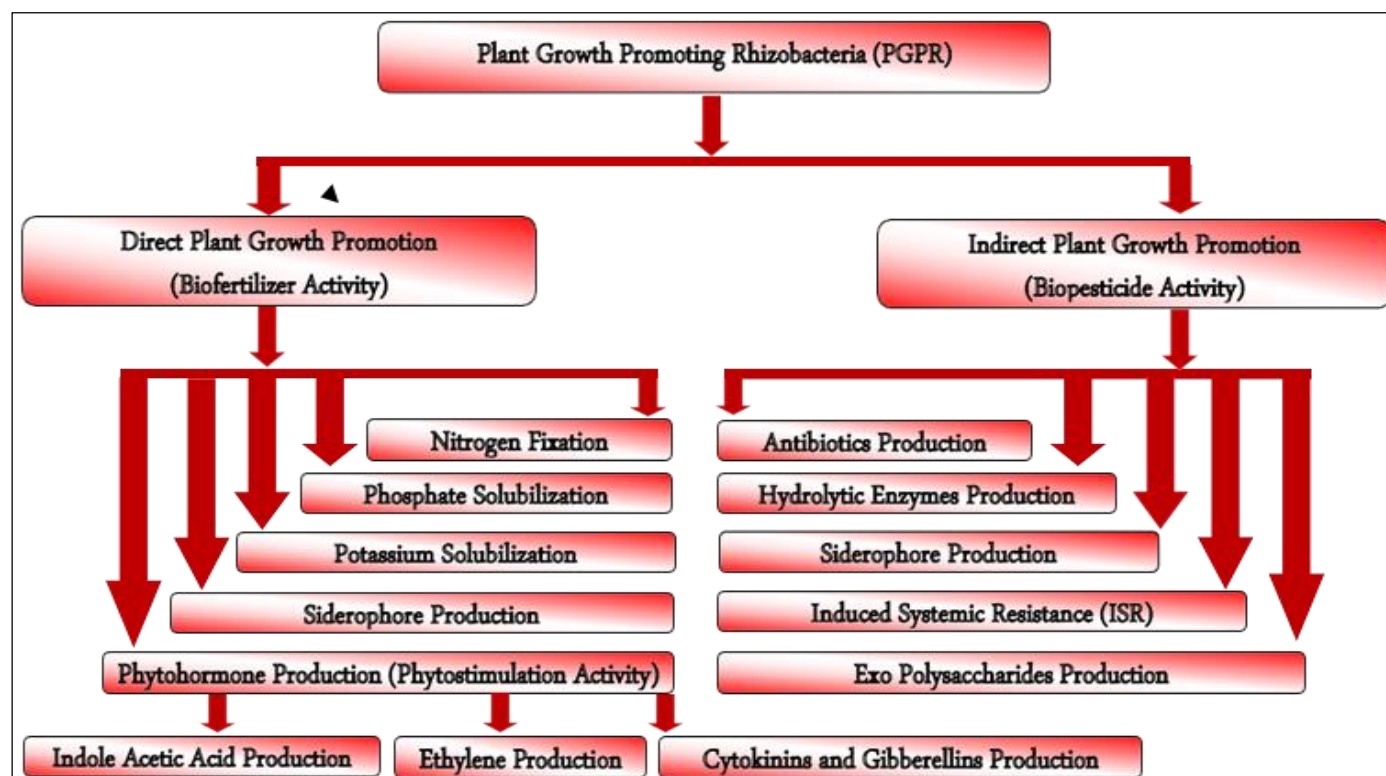 Plant Growth Promoting Rhizobacteria (PGPR)
Direct Plant Growth Promotion
(Biofertilizer Activity)
Indirect Plant Growth Promotion
(Biopesticide Activity)
Nitrogen Fixation
Phosphate Solubilization
Potassium Solubilization
Siderophore Production
Phytohormone Production (Phytostimulation Activity)
Antibiotics Production
Hydrolytic Enzymes Production
Siderophore Production
Induced Systemic Resistance (ISR)
Exo Polysaccharides Production
Indole Acetic Acid Production
Ethylene Production
Cytokinins and Gibberellins Production